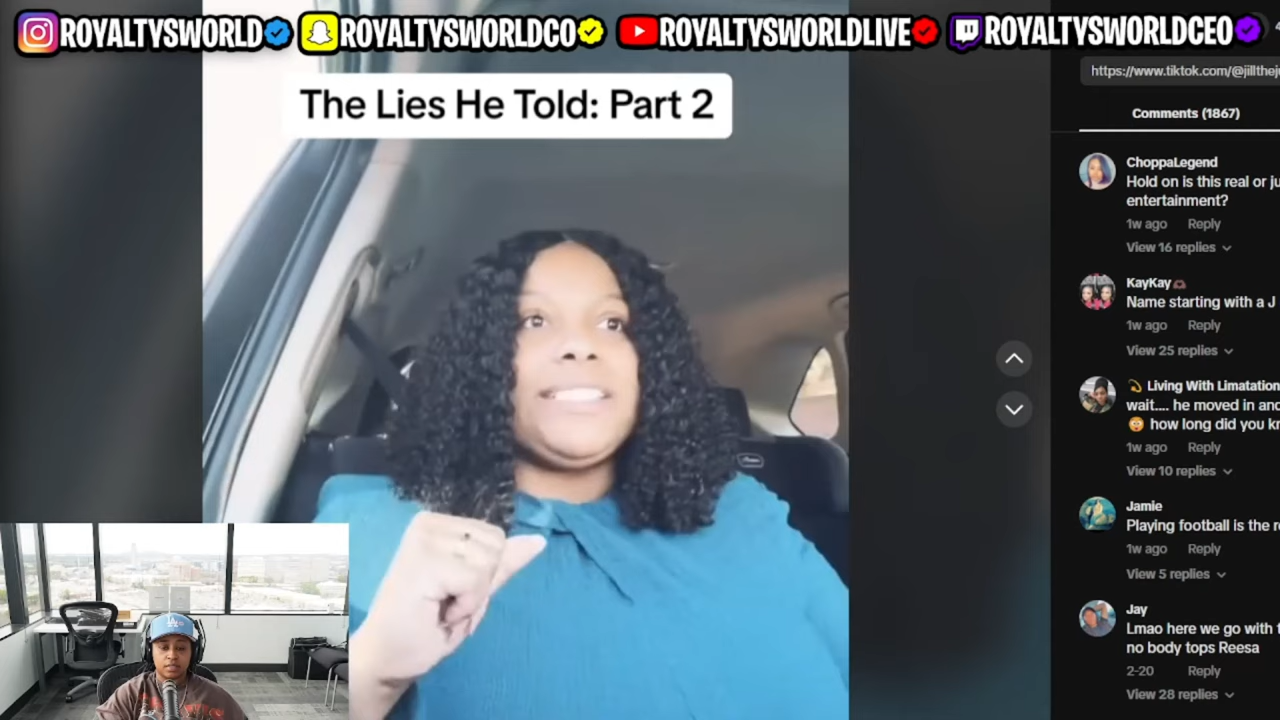 ROYALTYSWORLD ROYALTYSWORLDCO ROYALTYSWORLDLIVE ROYALTYSWORLDCEO
https://www.tiktok.com/@jillthej
The Lies He Told: Part 2
Comments (1867)
ChoppaLegend
Hold on is this real or
entertainment?
1w ago Reply
View 16 replies
KayKay
Name starting with a J
1w ago Reply
View 25 replies
Living With Limatation
wait.... he moved in and
how long did you
1w ago Reply
View 10 replies
Jamie
Playing football is the
1w ago Reply
View 5 replies
Jay
Lmao here we go with
no body tops Reesa
2-20 Reply
View 28 replies
LA